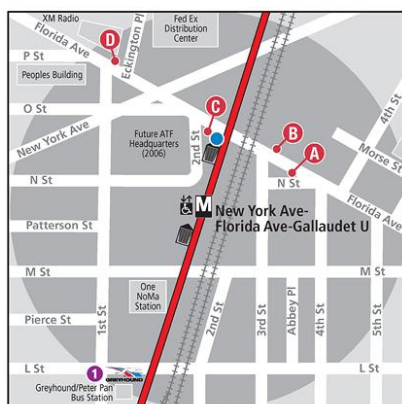 XM Radio
Fed Ex
Distribution
Center
Florida Ave
Eckington Pl
D
P St
Peoples Building
O St
New York Ave
Future ATF
Headquarters
(2006)
2nd St
C
B
A
4th St
Morse St
N St
N St
Florida Ave
M
New York Ave-
Florida Ave-Gallaudet U
Patterson St
M St
M St
One
NoMa
Station
Pierce St
1st St
2nd St
3rd St
Abbey Pl
4th St
5th St
L St
L St
1
GREYHOUND
Greyhound/Peter Pan
Bus Station